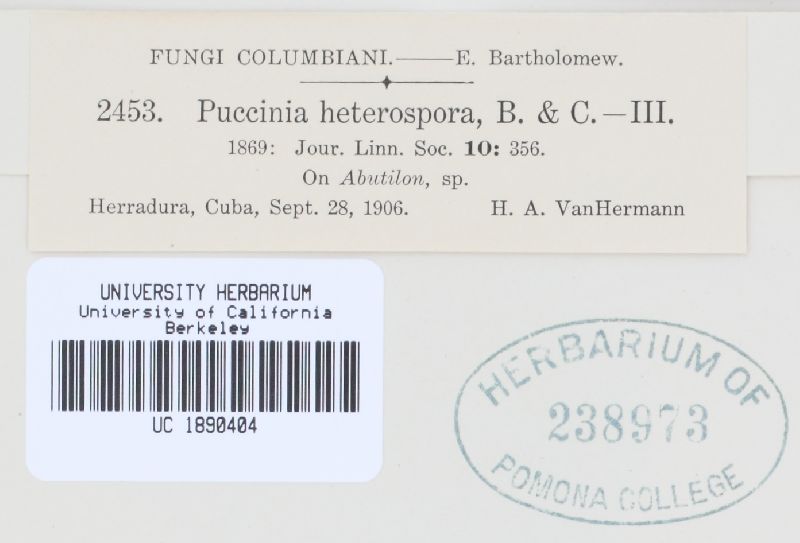 FUNGI COLUMBIANI.——E. Bartholomew.
2453. Puccinia heterospora, B. & C.—III.
1869: Jour. Linn. Soc. 10: 356.
On Abutilon, sp.
Herradura, Cuba, Sept. 28, 1906. H. A. VanHermann
UNIVERSITY HERBARIUM
University of California
Berkeley
UC 1890404
HERBARIUM OF
238973
POMONA COLLEGE